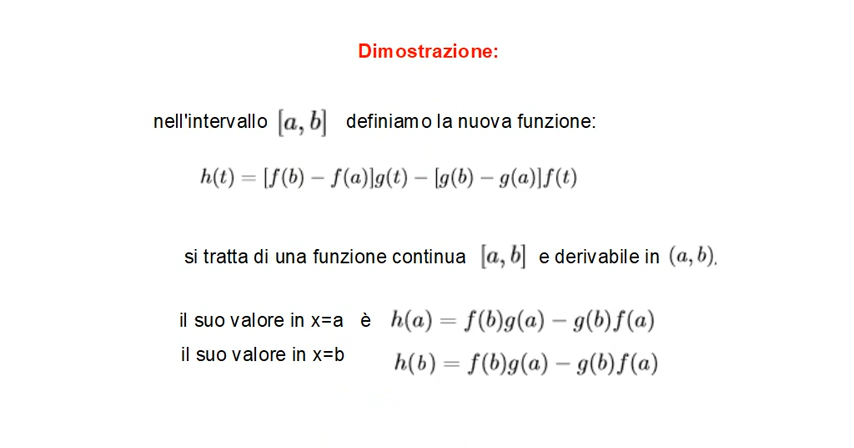 Dimostrazione:
nell'intervallo [a, b] definiamo la nuova funzione:
h(t) = [f(b) − f(a)]g(t) − [g(b) − g(a)]f(t)
si tratta di una funzione continua [a, b] e derivabile in (a, b).
il suo valore in x=a è h(a) = f(b)g(a) − g(b)f(a)
il suo valore in x=b h(b) = f(b)g(a) − g(b)f(a)